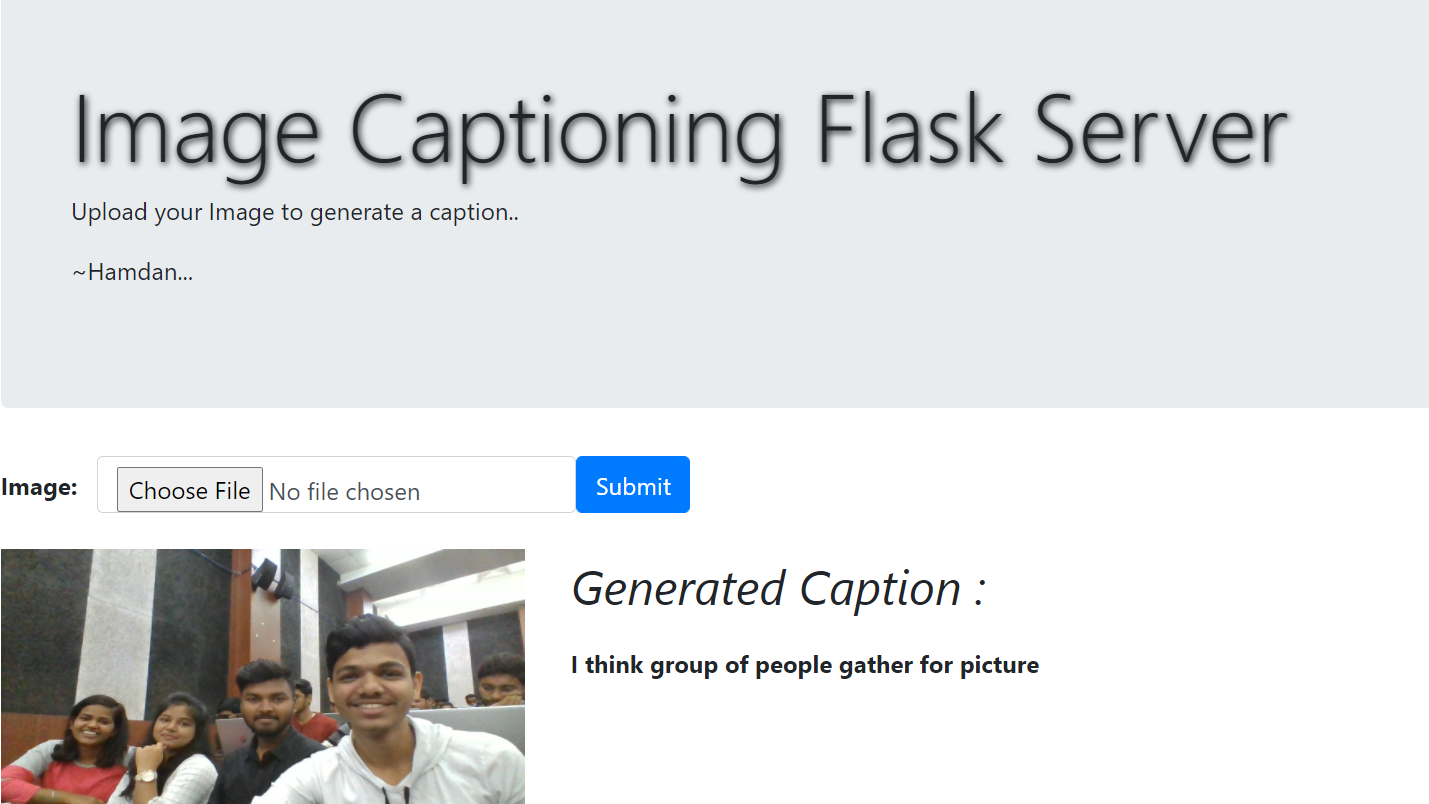 Image Captioning Flask Server
Upload your Image to generate a caption..
~Hamdan...
Image: Choose File No file chosen Submit
Generated Caption :
I think group of people gather for picture